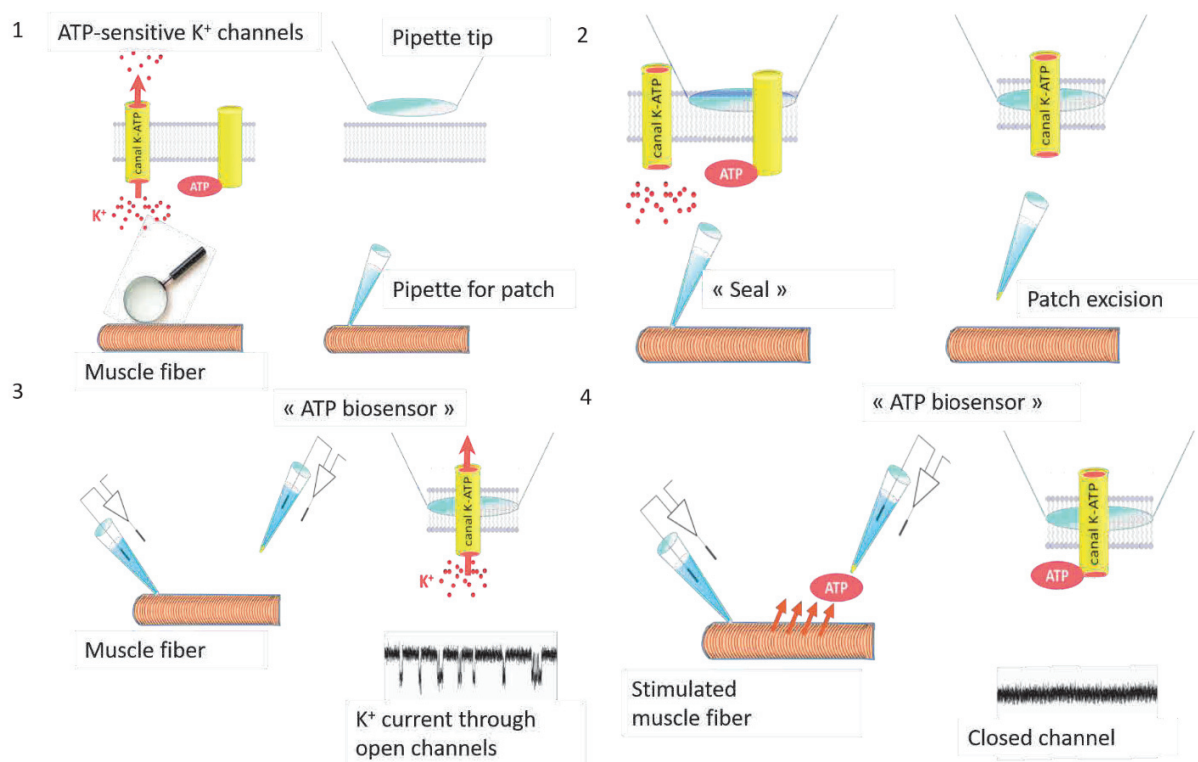 1
ATP-sensitive K⁺ channels
Pipette tip
canal K-ATP
ATP
K⁺
Pipette for patch
Muscle fiber
2
canal K-ATP
ATP
canal K-ATP
« Seal »
Patch excision
3
« ATP biosensor »
canal K-ATP
K⁺
Muscle fiber
K⁺ current through
open channels
4
« ATP biosensor »
canal K-ATP
ATP
ATP
Stimulated
muscle fiber
Closed channel